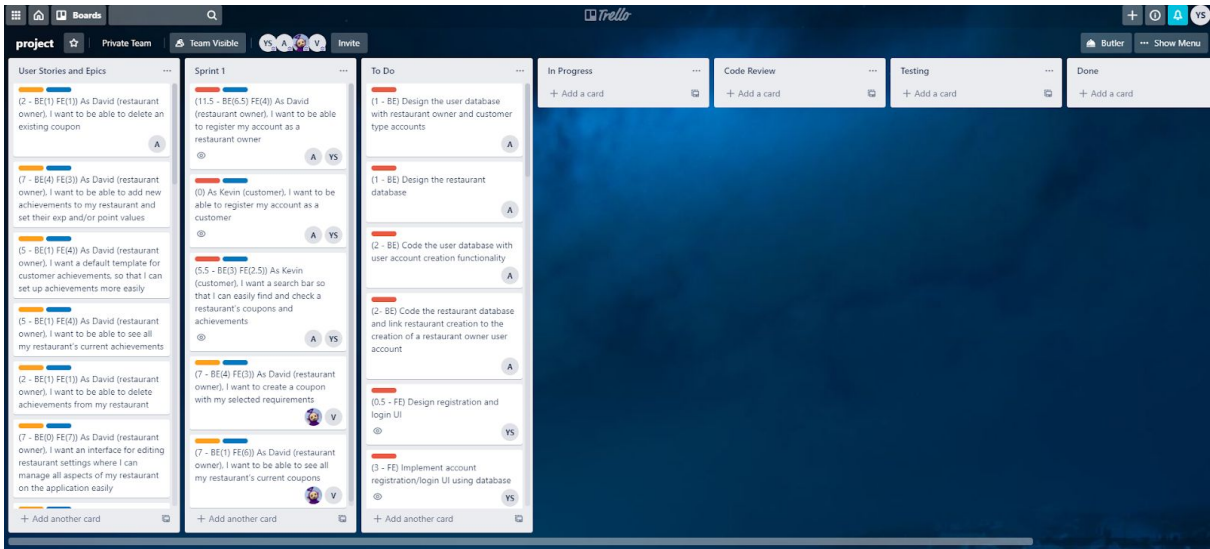 Boards
Trello
YS
project
Private Team
Team Visible
YS A V
Invite
Butler
Show Menu
User Stories and Epics
(2 - BE(1) FE(1)) As David (restaurant
owner), I want to be able to delete an
existing coupon
A
(7 - BE(4) FE(3)) As David (restaurant
owner), I want to be able to add new
achievements to my restaurant and
set their exp and/or point values
(5 - BE(1) FE(4)) As David (restaurant
owner), I want a default template for
customer achievements, so that I can
set up achievements more easily
(5 - BE(1) FE(4)) As David (restaurant
owner), I want to be able to see all
my restaurant's current achievements
(2 - BE(1) FE(1)) As David (restaurant
owner), I want to be able to delete
achievements from my restaurant
(7 - BE(0) FE(7)) As David (restaurant
owner), I want an interface for editing
restaurant settings where I can
manage all aspects of my restaurant
on the application easily
+ Add another card
Sprint 1
(11.5 - BE(6.5) FE(4)) As David
(restaurant owner), I want to be able
to register my account as a
restaurant owner
A YS
(0) As Kevin (customer), I want to be
able to register my account as a
customer
A YS
(5.5 - BE(3) FE(2.5)) As Kevin
(customer), I want a search bar so
that I can easily find and check a
restaurant's coupons and
achievements
A YS
(7 - BE(4) FE(3)) As David (restaurant
owner), I want to create a coupon
with my selected requirements
V
(7 - BE(1) FE(6)) As David (restaurant
owner), I want to be able to see all
my restaurant's current coupons
V
+ Add another card
To Do
(1 - BE) Design the user database
with restaurant owner and customer
type accounts
A
(1 - BE) Design the restaurant
database
A
(2 - BE) Code the user database with
user account creation functionality
A
(2- BE) Code the restaurant database
and link restaurant creation to the
creation of a restaurant owner user
account
A
(0.5 - FE) Design registration and
login UI
YS
(3 - FE) Implement account
registration/login UI using database
YS
+ Add another card
In Progress
+ Add a card
Code Review
+ Add a card
Testing
+ Add a card
Done
+ Add a card